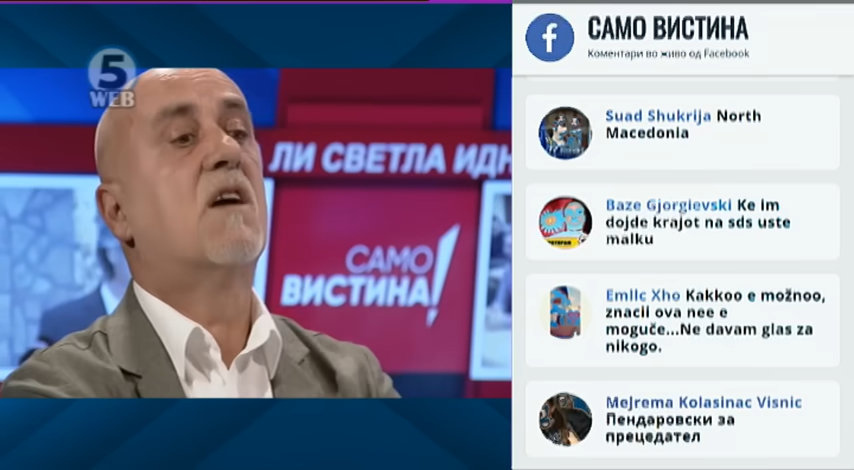 5
WEB
ЛИ СВЕТЛА ИДН
САМО
ВИСТИНА!
f САМО ВИСТИНА
Коментари во живо од Facebook
Suad Shukrija North
Macedonia
Baze Gjorgievski Ke im
dojde krajot na sds uste
malku
Emllc Xho Kakkoo e možnoo,
znacii ova nee e
moguče...Ne davam glas za
nikogo.
MeJrema Kolasinac Visnic
Пендаровски за
прецедател